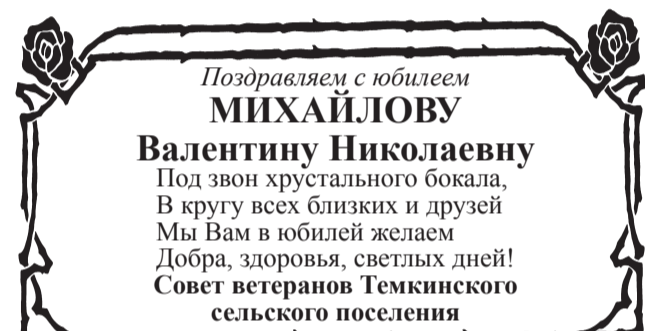 Поздравляем с юбилеем
МИХАЙЛОВУ
Валентину Николаевну
Под звон хрустального бокала,
В кругу всех близких и друзей
Мы Вам в юбилей желаем
Добра, здоровья, светлых дней!
Совет ветеранов Темкинского
сельского поселения